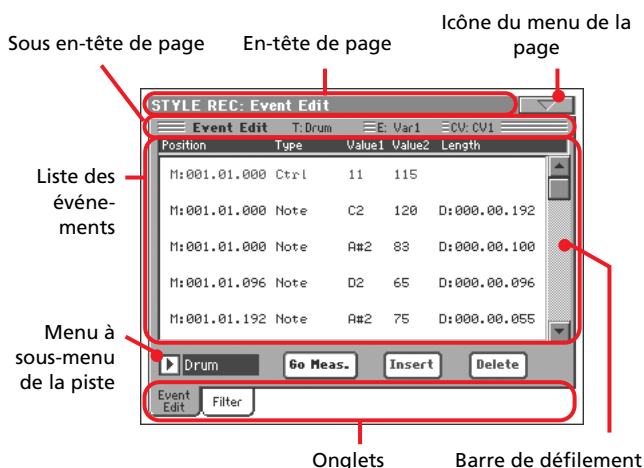 Icône du menu de la
page
Sous en-tête de page
En-tête de page
STYLE REC: Event Edit
Event Edit T:Drum E: Var1 CV: CV1
Position Type Value1 Value2 Length
M:001.01.000 Ctrl 11 115
M:001.01.000 Note C2 120 D:000.00.192
M:001.01.000 Note A#2 83 D:000.00.100
M:001.01.096 Note D2 65 D:000.00.096
M:001.01.192 Note A#2 75 D:000.00.055
Liste des
événe-
ments
Menu à
sous-menu
de la piste
Drum Go Meas. Insert Delete
Event
Edit
Filter
Onglets
Barre de défilement